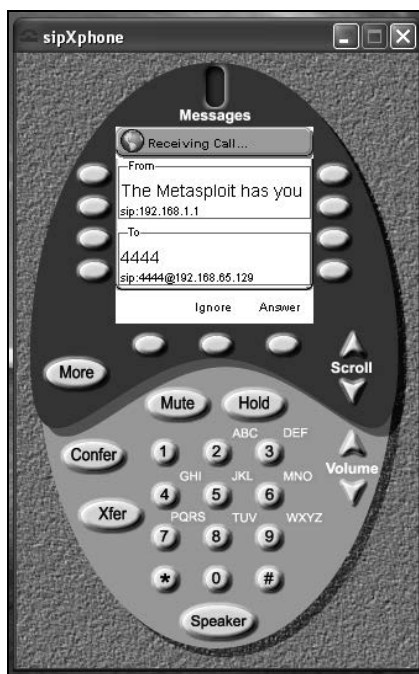 sipXphone
Messages
Receiving Call...
From
The Metasploit has you
sip:192.168.1.1
To
4444
sip:4444@192.168.65.129
Ignore Answer
More
Scroll
Mute Hold
ABC DEF
Confer 1 2 3
Volume
GHI JKL MNO
4 5 6
Xfer
PQRS TUV WXYZ
7 8 9
* 0 #
Speaker